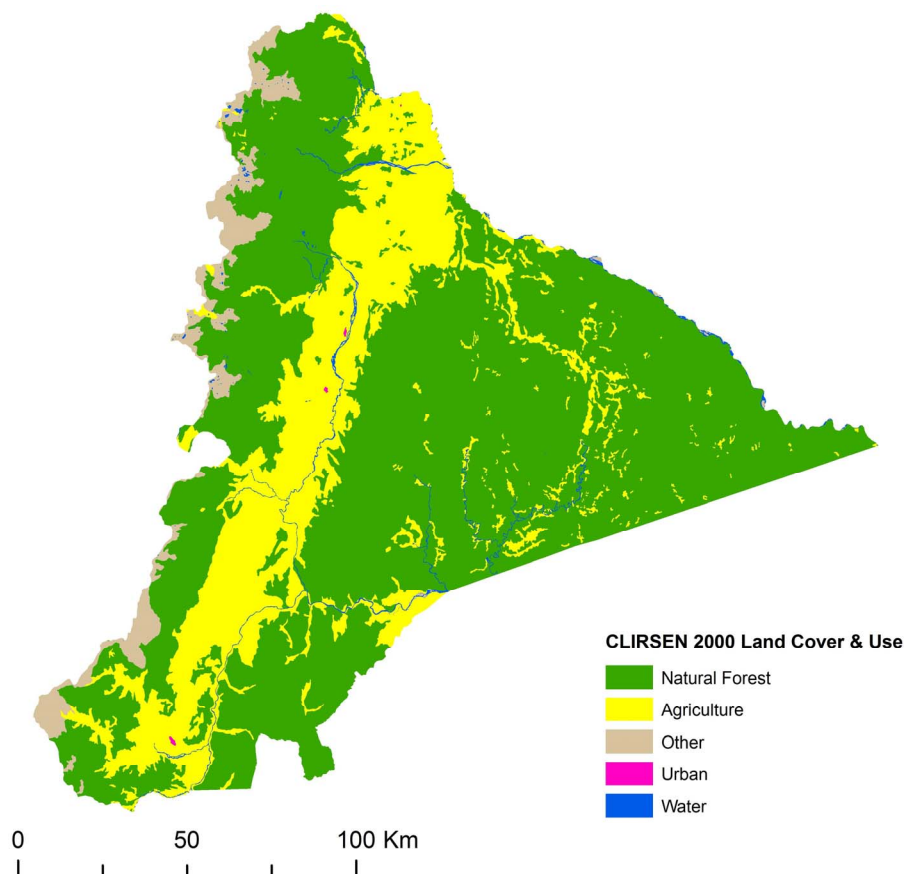 CLIRSEN 2000 Land Cover & Use
Natural Forest
Agriculture
Other
Urban
Water
0 50 100 Km